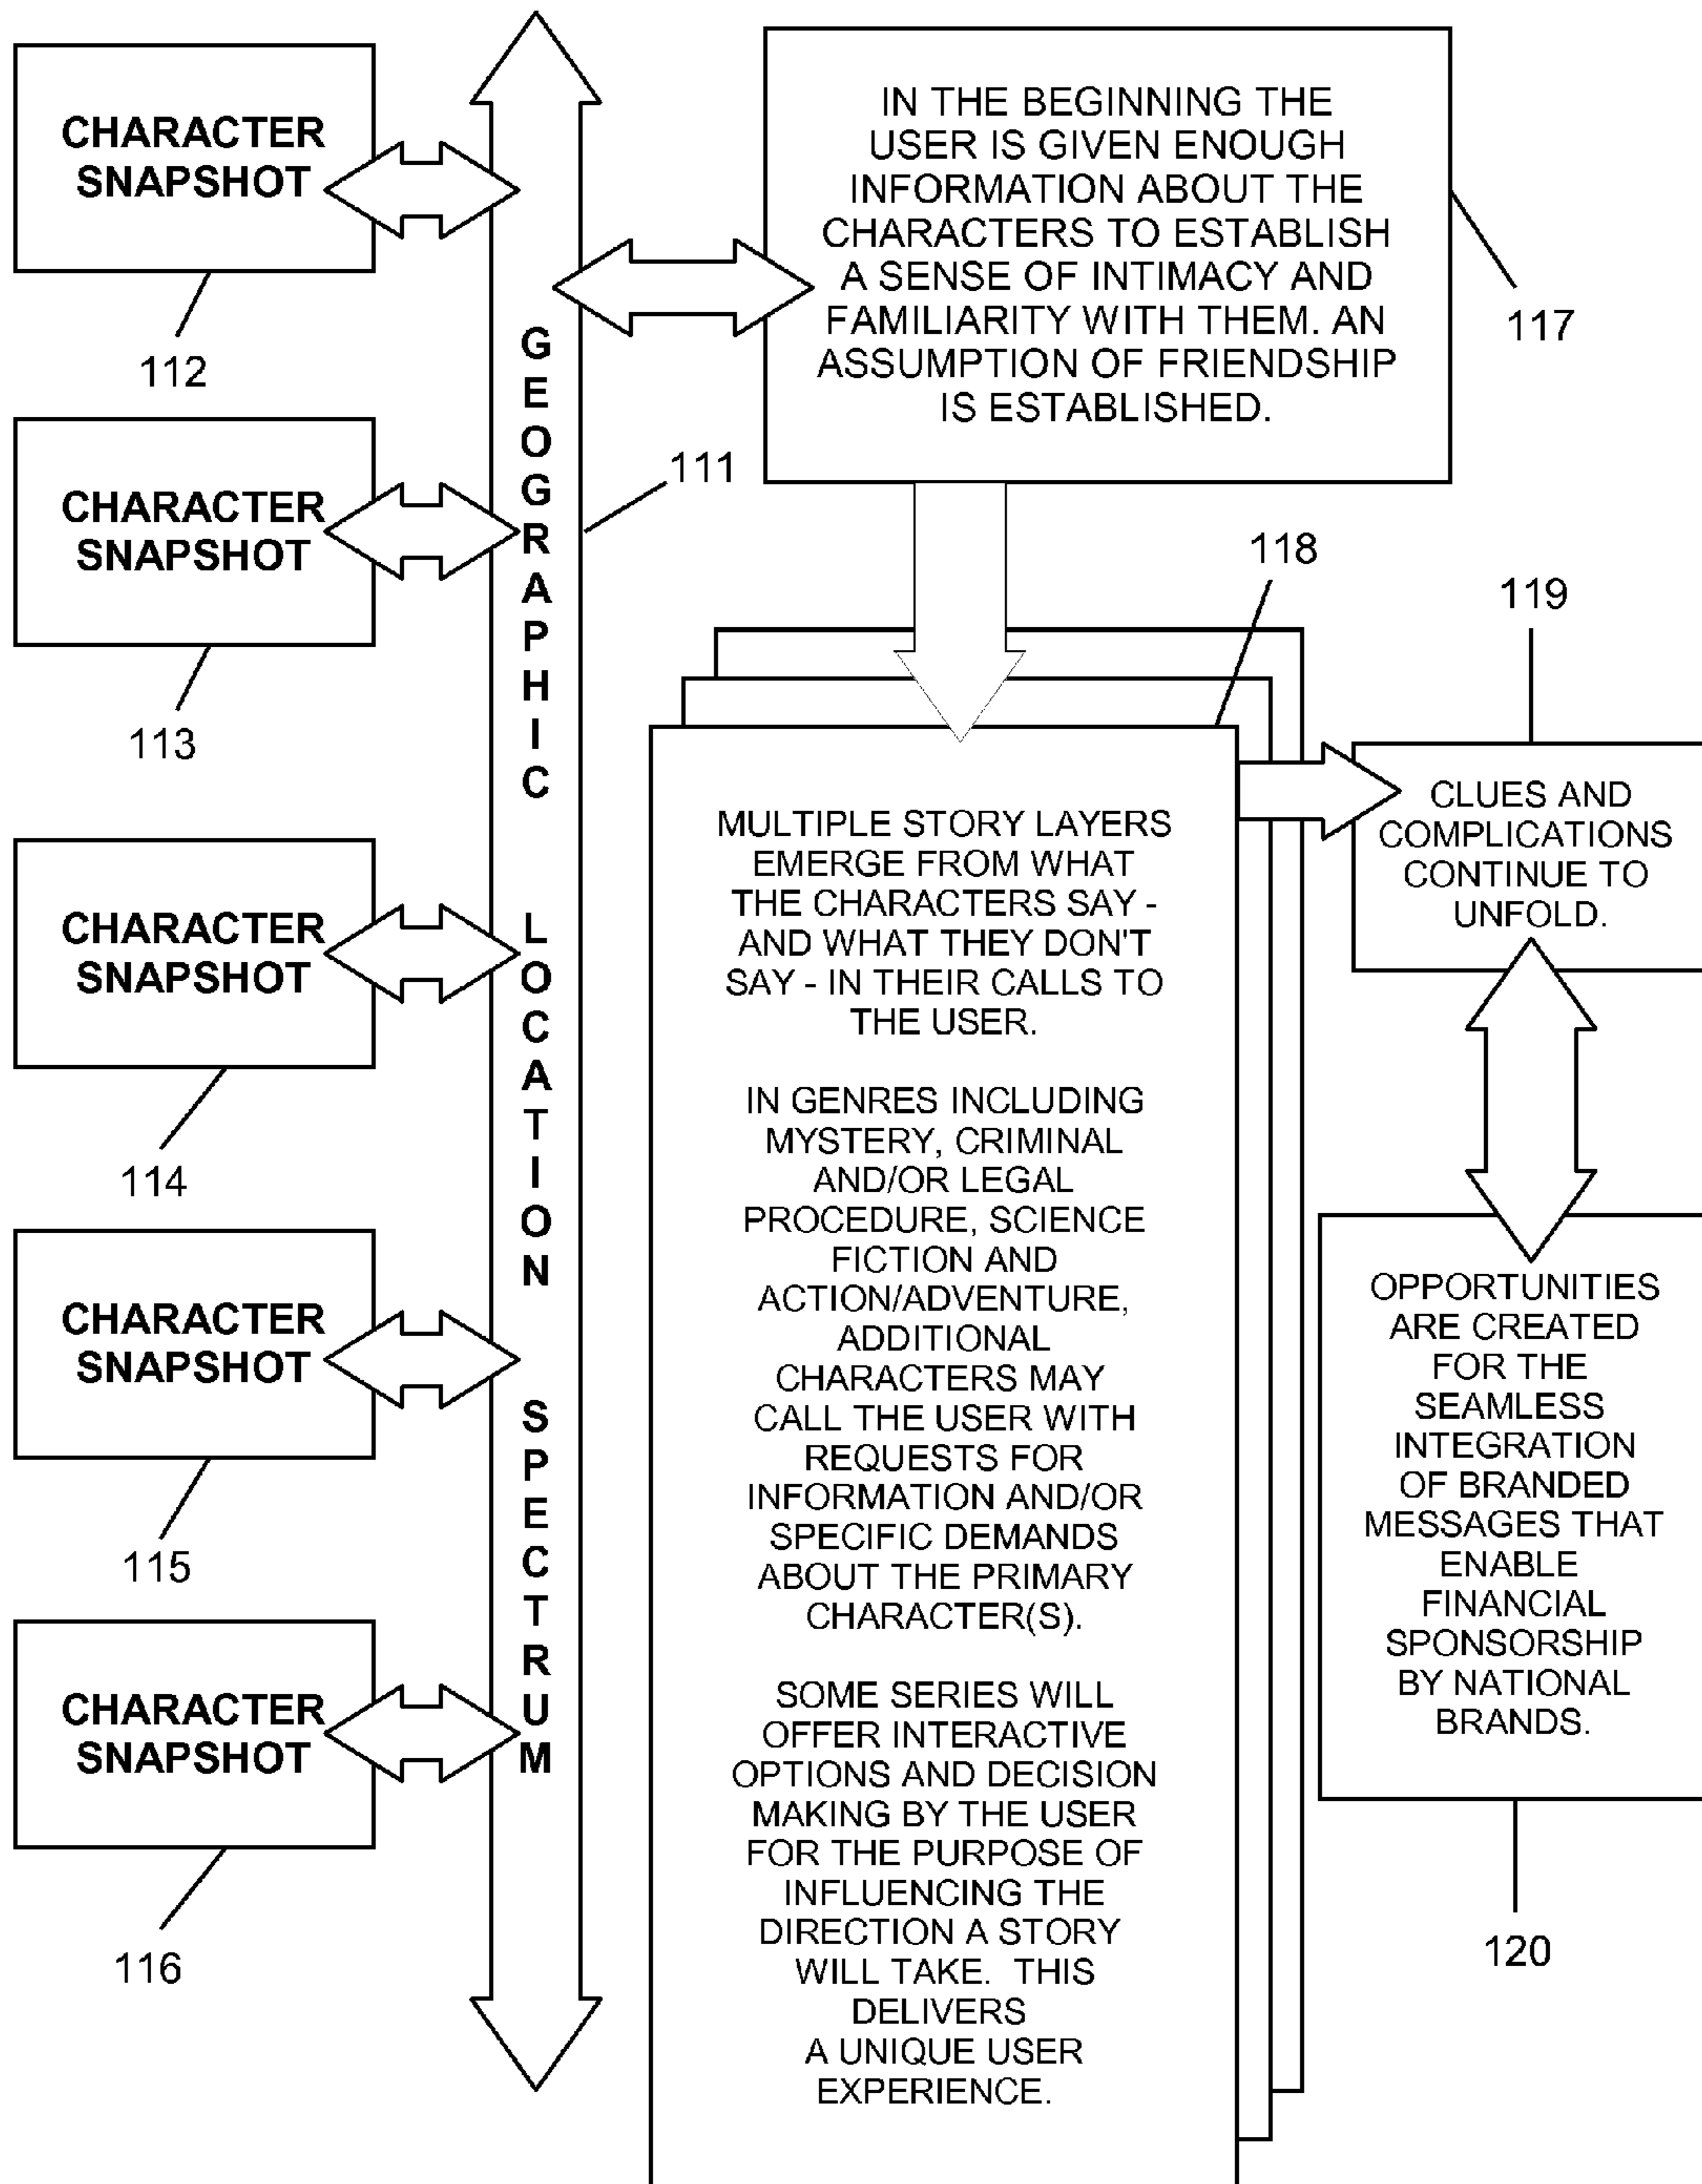 CHARACTER
SNAPSHOT
112
CHARACTER
SNAPSHOT
113
CHARACTER
SNAPSHOT
114
CHARACTER
SNAPSHOT
115
CHARACTER
SNAPSHOT
116
GEOGRAPHIC LOCATION SPECTRUM
111
IN THE BEGINNING THE
USER IS GIVEN ENOUGH
INFORMATION ABOUT THE
CHARACTERS TO ESTABLISH
A SENSE OF INTIMACY AND
FAMILIARITY WITH THEM. AN
ASSUMPTION OF FRIENDSHIP
IS ESTABLISHED.
117
118
MULTIPLE STORY LAYERS
EMERGE FROM WHAT
THE CHARACTERS SAY -
AND WHAT THEY DON'T
SAY - IN THEIR CALLS TO
THE USER.
IN GENRES INCLUDING
MYSTERY, CRIMINAL
AND/OR LEGAL
PROCEDURE, SCIENCE
FICTION AND
ACTION/ADVENTURE,
ADDITIONAL
CHARACTERS MAY
CALL THE USER WITH
REQUESTS FOR
INFORMATION AND/OR
SPECIFIC DEMANDS
ABOUT THE PRIMARY
CHARACTER(S).
SOME SERIES WILL
OFFER INTERACTIVE
OPTIONS AND DECISION
MAKING BY THE USER
FOR THE PURPOSE OF
INFLUENCING THE
DIRECTION A STORY
WILL TAKE. THIS
DELIVERS
A UNIQUE USER
EXPERIENCE.
119
CLUES AND
COMPLICATIONS
CONTINUE TO
UNFOLD.
OPPORTUNITIES
ARE CREATED
FOR THE
SEAMLESS
INTEGRATION
OF BRANDED
MESSAGES THAT
ENABLE
FINANCIAL
SPONSORSHIP
BY NATIONAL
BRANDS.
120